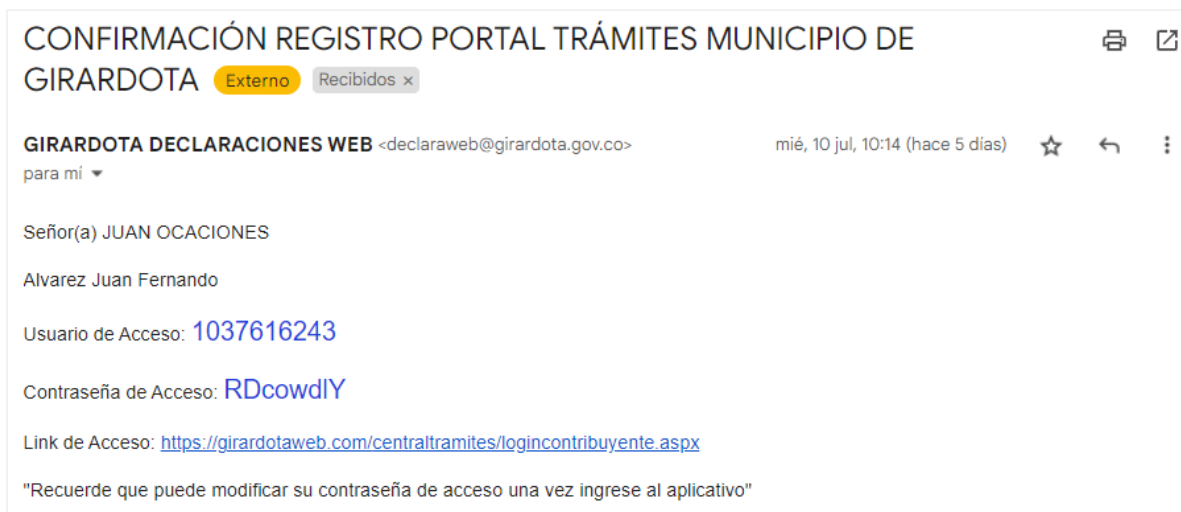 CONFIRMACIÓN REGISTRO PORTAL TRÁMITES MUNICIPIO DE
GIRARDOTA Externo Recibidos ×
GIRARDOTA DECLARACIONES WEB <declaraweb@girardota.gov.co> mié, 10 jul, 10:14 (hace 5 días)
para mí
Señor(a) JUAN OCACIONES
Alvarez Juan Fernando
Usuario de Acceso: 1037616243
Contraseña de Acceso: RDcowdlY
Link de Acceso: https://girardotaweb.com/centraltramites/logincontribuyente.aspx
"Recuerde que puede modificar su contraseña de acceso una vez ingrese al aplicativo"